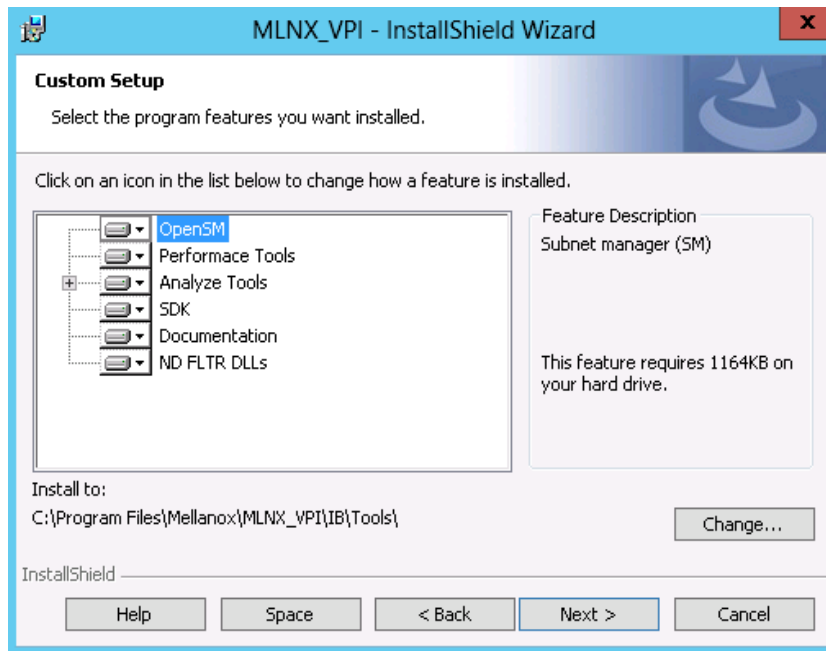 MLNX_VPI - InstallShield Wizard
x
Custom Setup
Select the program features you want installed.
Click on an icon in the list below to change how a feature is installed.
OpenSM
Performace Tools
Analyze Tools
SDK
Documentation
ND FLTR DLLs
Feature Description
Subnet manager (SM)
This feature requires 1164KB on
your hard drive.
Install to:
C:\Program Files\Mellanox\MLNX_VPI\IB\Tools\
Change...
InstallShield
Help
Space
< Back
Next >
Cancel